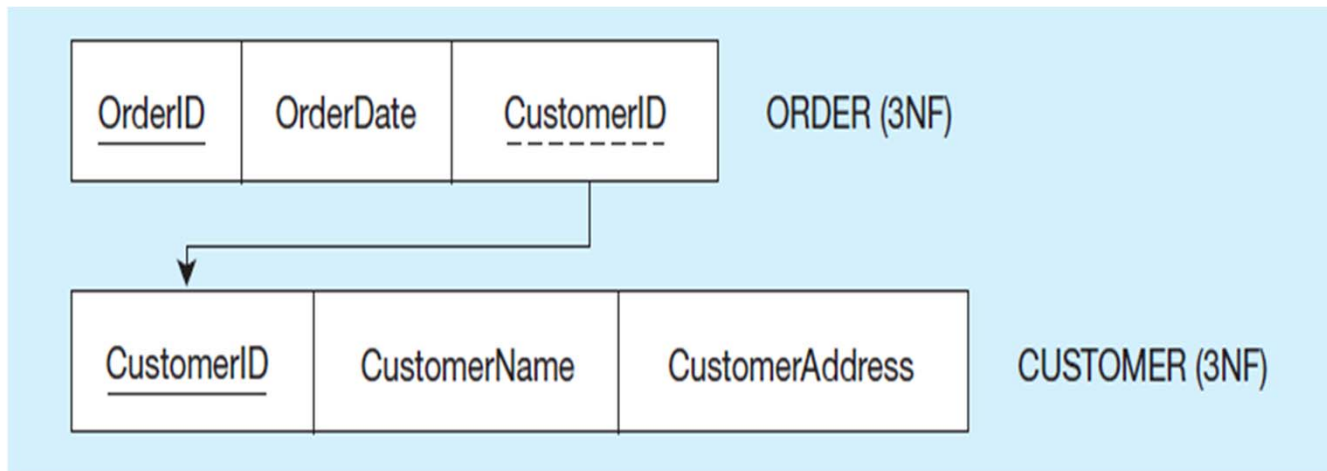 OrderID OrderDate CustomerID ORDER (3NF)
CustomerID CustomerName CustomerAddress CUSTOMER (3NF)